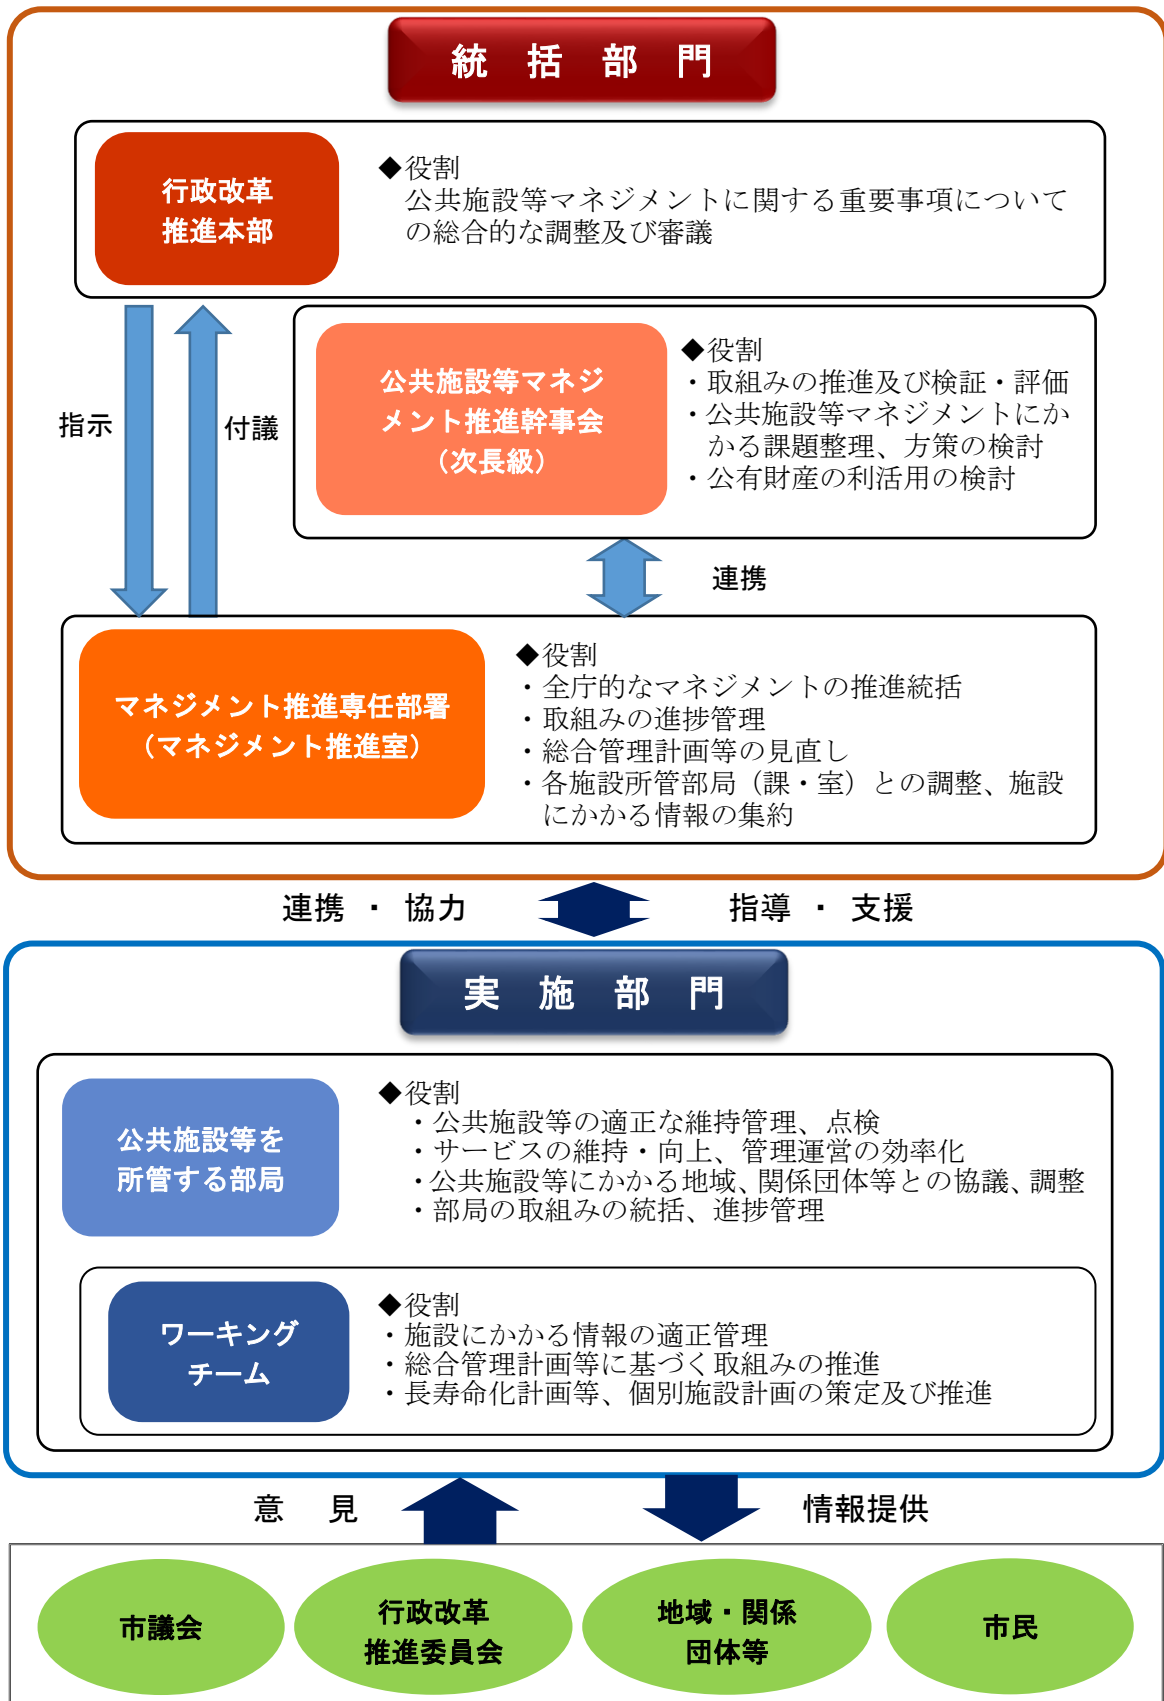 統括部門
行政改革
推進本部
◆役割
公共施設等マネジメントに関する重要事項について
の総合的な調整及び審議
指示
付議
公共施設等マネジ
メント推進幹事会
（次長級）
◆役割
・取組みの推進及び検証・評価
・公共施設等マネジメントにか
かる課題整理、方策の検討
・公有財産の利活用の検討
連携
マネジメント推進専任部署
（マネジメント推進室）
◆役割
・全庁的なマネジメントの推進統括
・取組みの進捗管理
・総合管理計画等の見直し
・各施設所管部局（課・室）との調整、施設
にかかる情報の集約
連携・協力
指導・支援
実施部門
公共施設等を
所管する部局
◆役割
・公共施設等の適正な維持管理、点検
・サービスの維持・向上、管理運営の効率化
・公共施設等にかかる地域、関係団体等との協議、調整
・部局の取組みの統括、進捗管理
ワーキング
チーム
◆役割
・施設にかかる情報の適正管理
・総合管理計画等に基づく取組みの推進
・長寿命化計画等、個別施設計画の策定及び推進
意見
情報提供
市議会
行政改革
推進委員会
地域・関係
団体等
市民